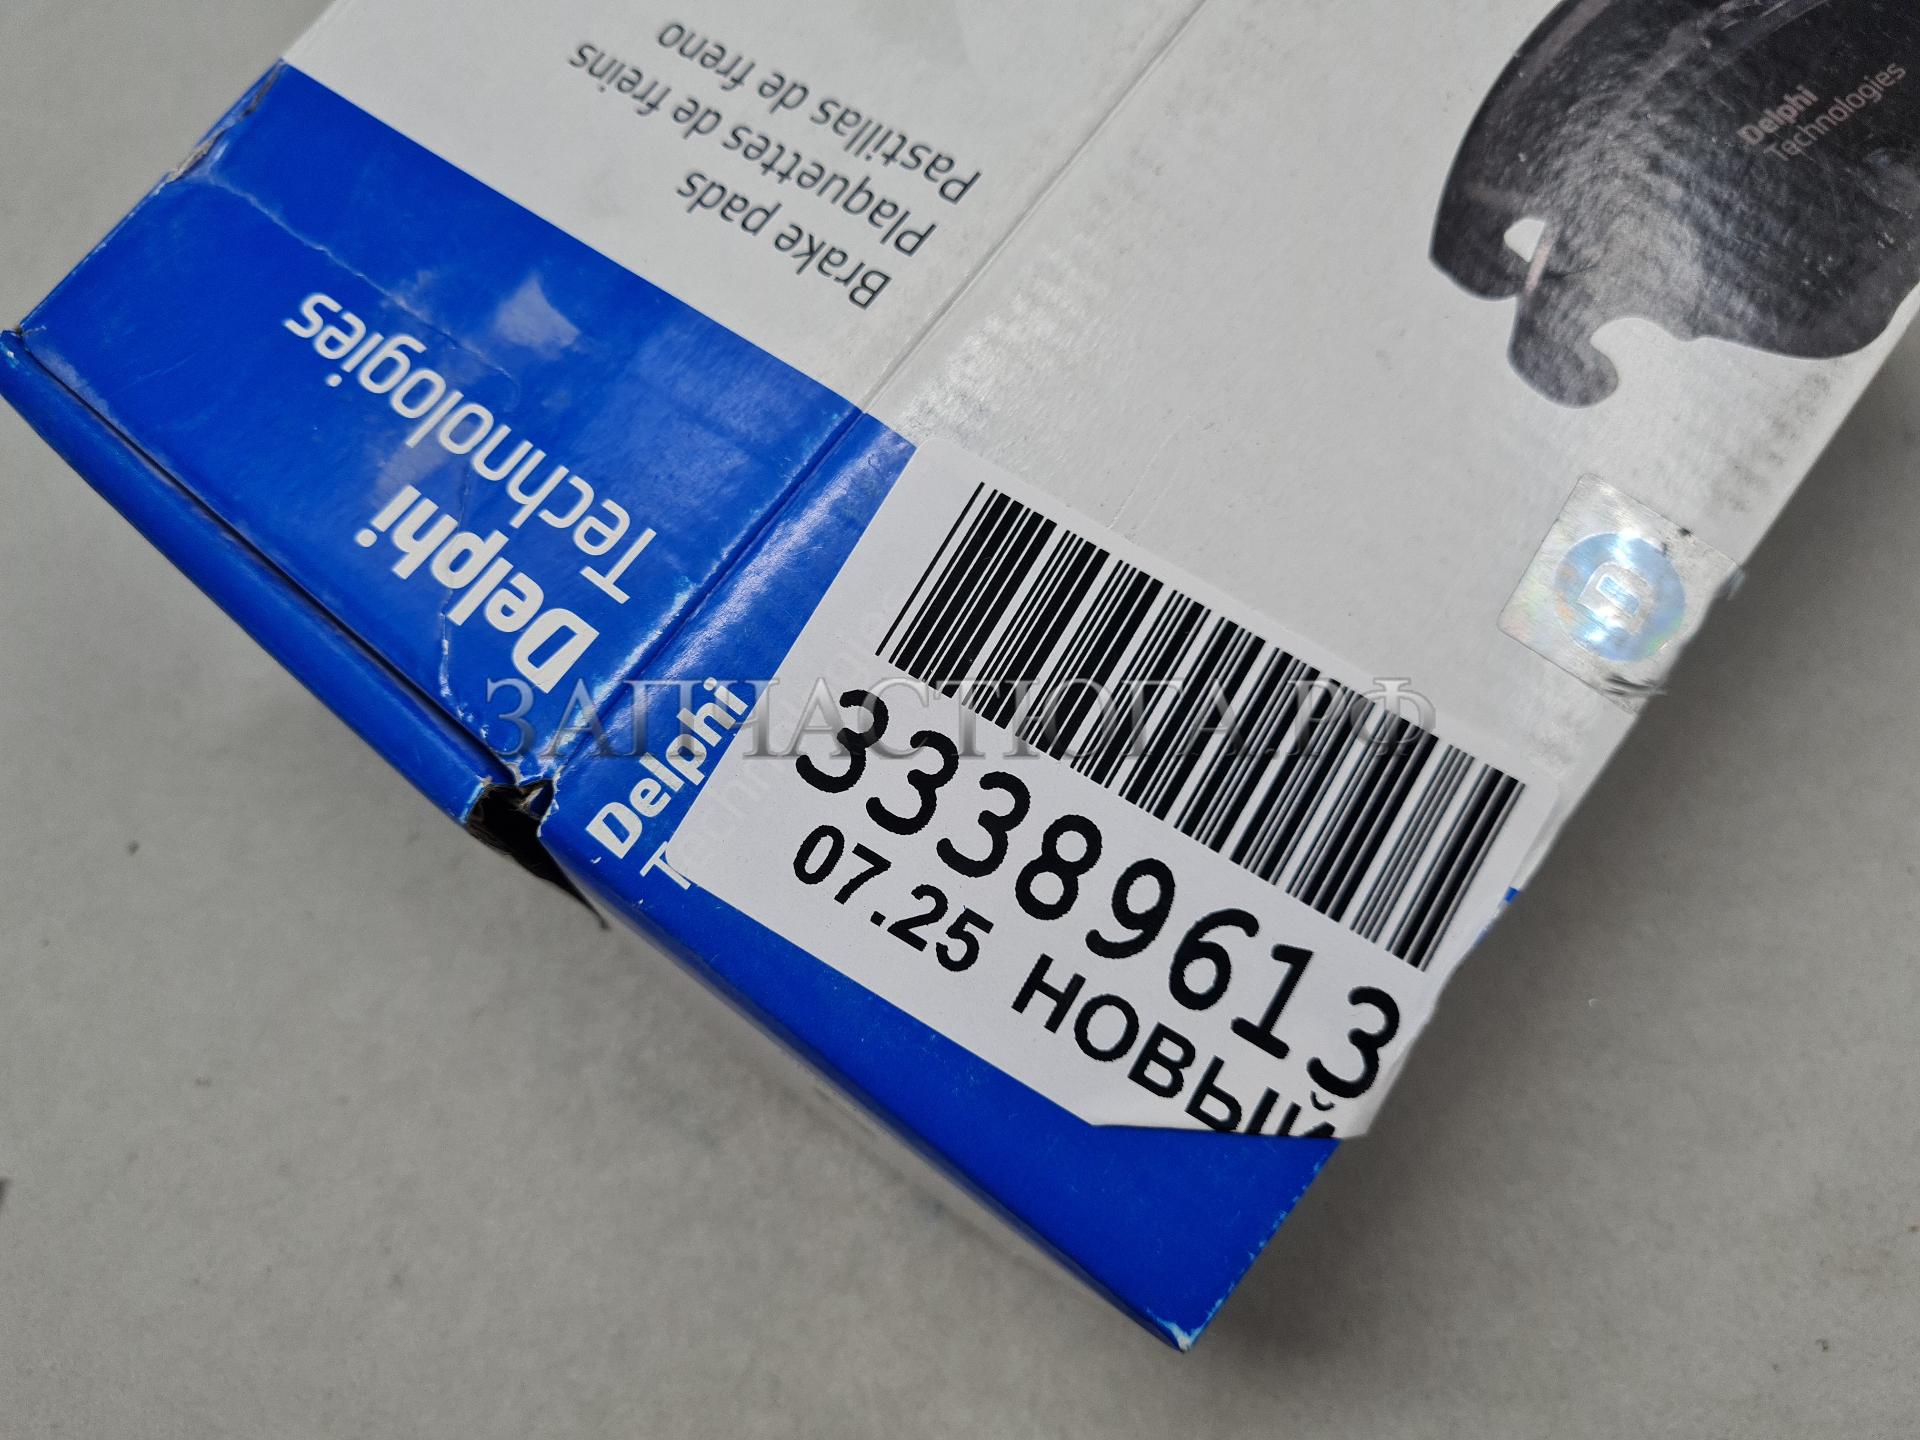 Pastillas de freno
Plaquettes de freins
Brake pads
Delphi
Technologies
Delphi
Technologies
Delphi
Technologies
33389613
07.25 НОВЫЙ
ЗАПЧАСТЮГА.РФ
D